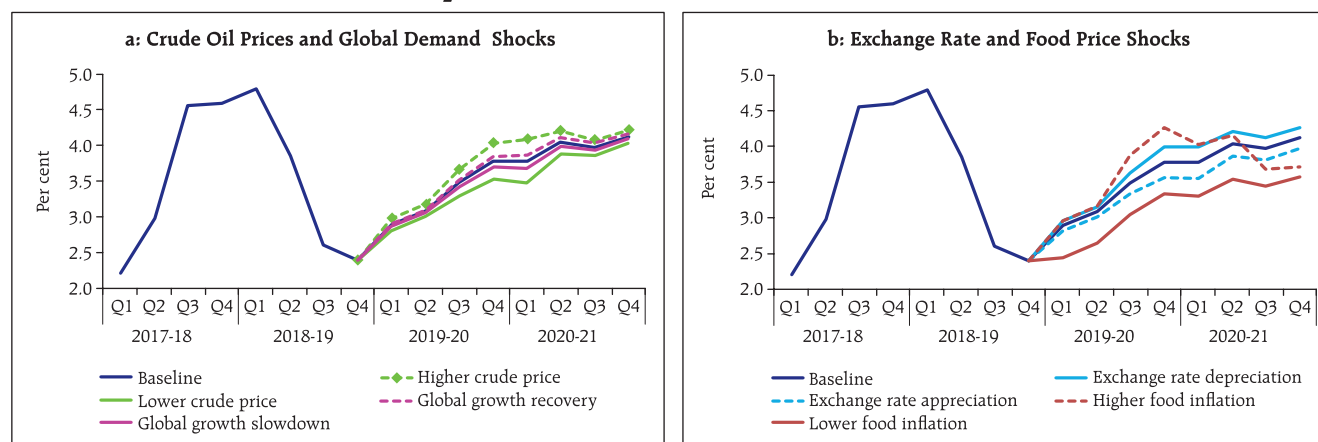 a: Crude Oil Prices and Global Demand Shocks
Per cent
5.0
4.5
4.0
3.5
3.0
2.5
2.0
Q1 Q2 Q3 Q4 Q1 Q2 Q3 Q4 Q1 Q2 Q3 Q4 Q1 Q2 Q3 Q4
2017-18 2018-19 2019-20 2020-21
Baseline Higher crude price
Lower crude price Global growth recovery
Global growth slowdown
b: Exchange Rate and Food Price Shocks
Per cent
5.0
4.5
4.0
3.5
3.0
2.5
2.0
Q1 Q2 Q3 Q4 Q1 Q2 Q3 Q4 Q1 Q2 Q3 Q4 Q1 Q2 Q3 Q4
2017-18 2018-19 2019-20 2020-21
Baseline Exchange rate depreciation
Exchange rate appreciation Higher food inflation
Lower food inflation